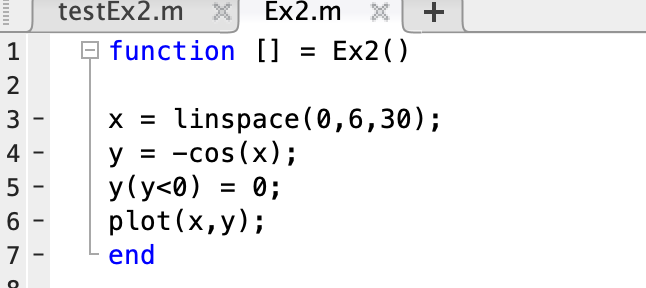 testEx2.m Ex2.m +
1 function [] = Ex2()
2
3 - x = linspace(0,6,30);
4 - y = -cos(x);
5 - y(y<0) = 0;
6 - plot(x,y);
7 - end